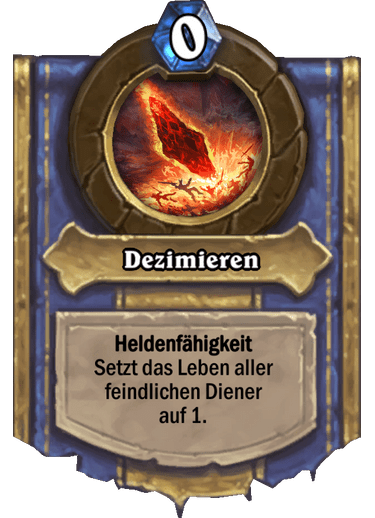 0
Dezimieren
Heldenfähigkeit
Setzt das Leben aller
feindlichen Diener
auf 1.